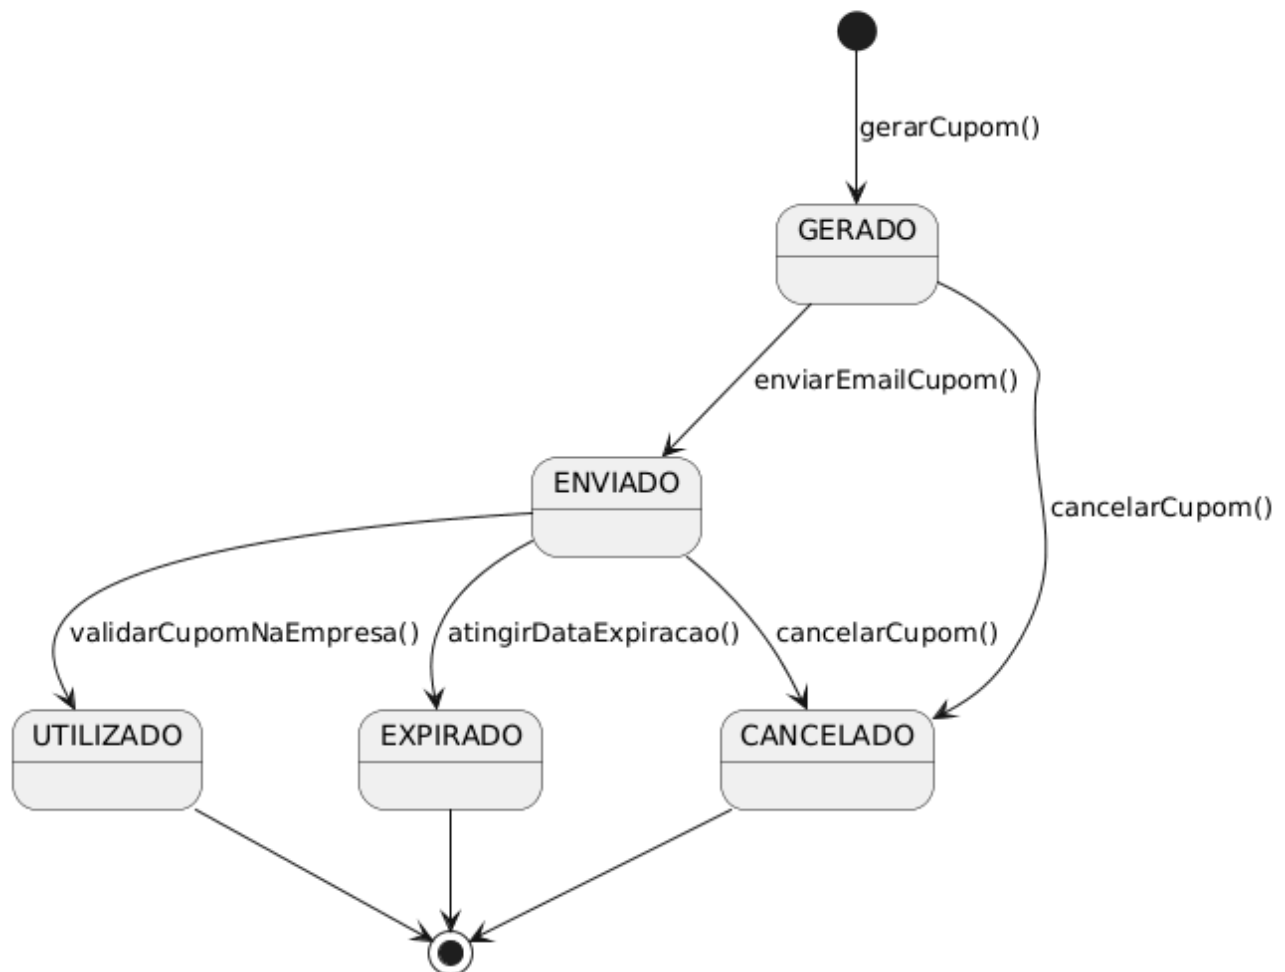 gerarCupom()
GERADO
enviarEmailCupom()
ENVIADO
cancelarCupom()
validarCupomNaEmpresa()
atingirDataExpiracao()
cancelarCupom()
UTILIZADO
EXPIRADO
CANCELADO